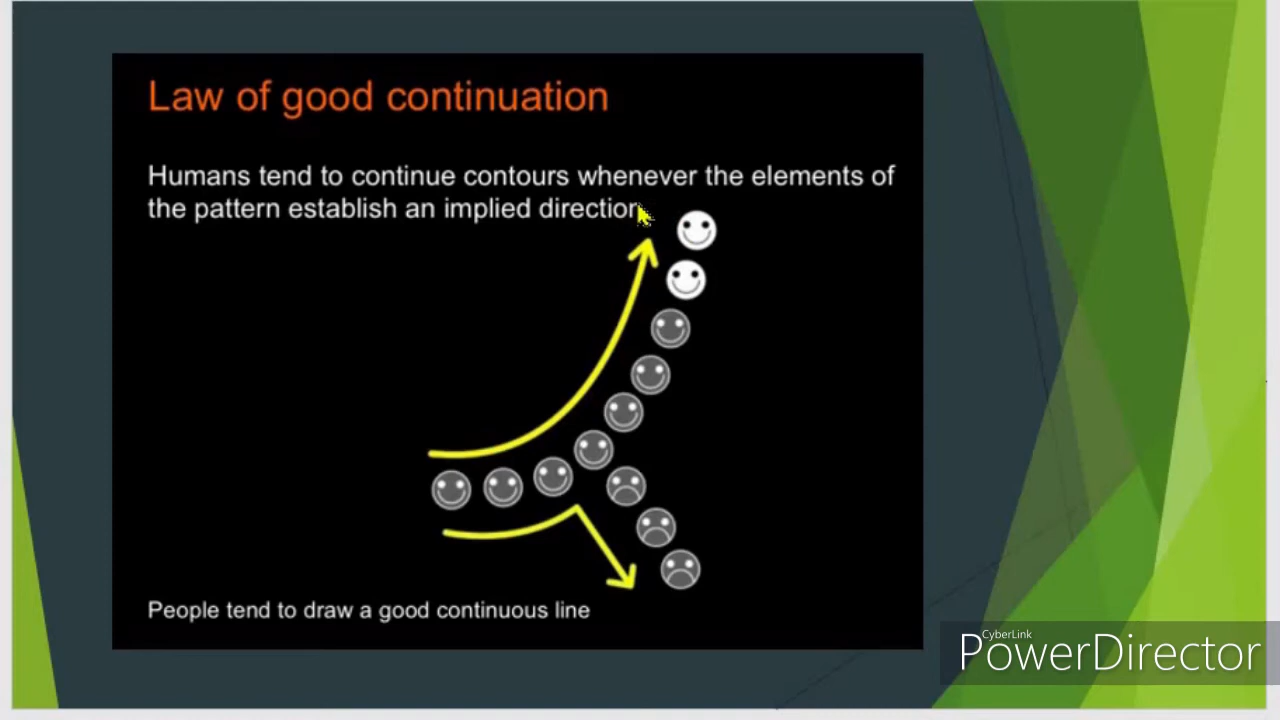 Law of good continuation
Humans tend to continue contours whenever the elements of
the pattern establish an implied direction
People tend to draw a good continuous line
CyberLink
PowerDirector